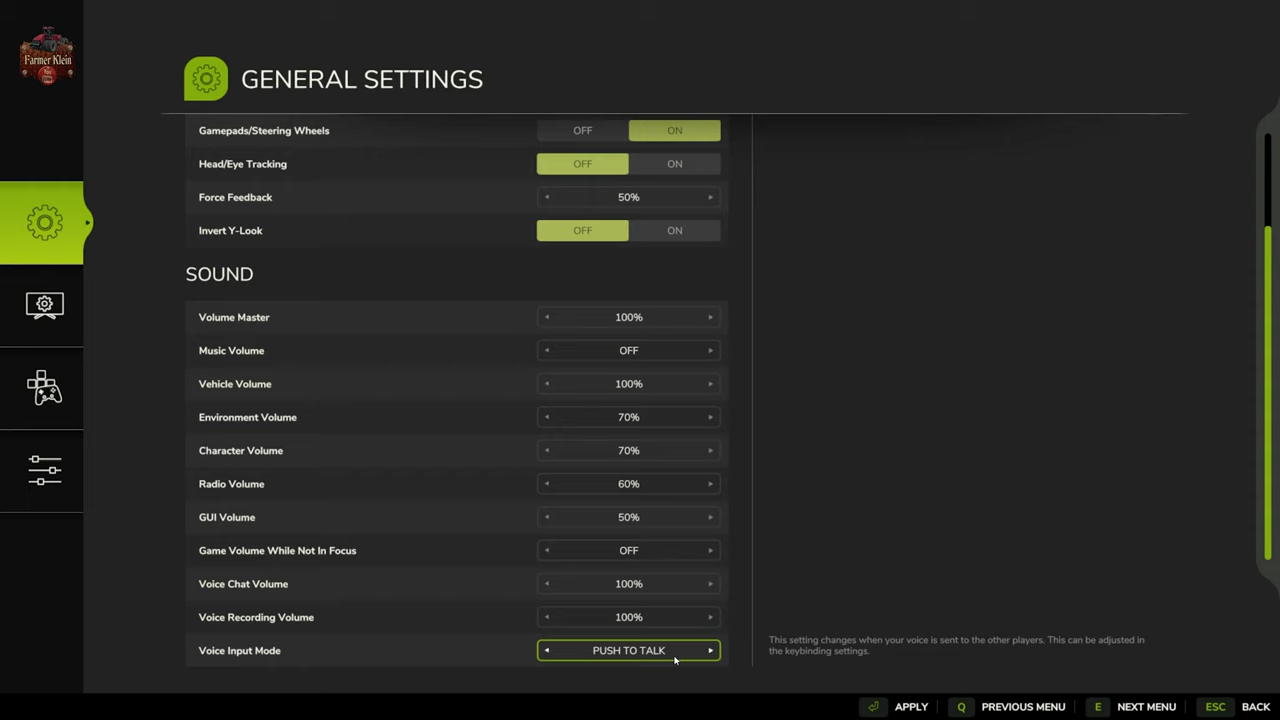 Farmer Klein
GENERAL SETTINGS
Gamepads/Steering Wheels OFF ON
Head/Eye Tracking OFF ON
Force Feedback 50%
Invert Y-Look OFF ON
SOUND
Volume Master 100%
Music Volume OFF
Vehicle Volume 100%
Environment Volume 70%
Character Volume 70%
Radio Volume 60%
GUI Volume 50%
Game Volume While Not In Focus OFF
Voice Chat Volume 100%
Voice Recording Volume 100%
Voice Input Mode PUSH TO TALK
This setting changes when your voice is sent to the other players. This can be adjusted in
the keybinding settings.
APPLY Q PREVIOUS MENU E NEXT MENU ESC BACK